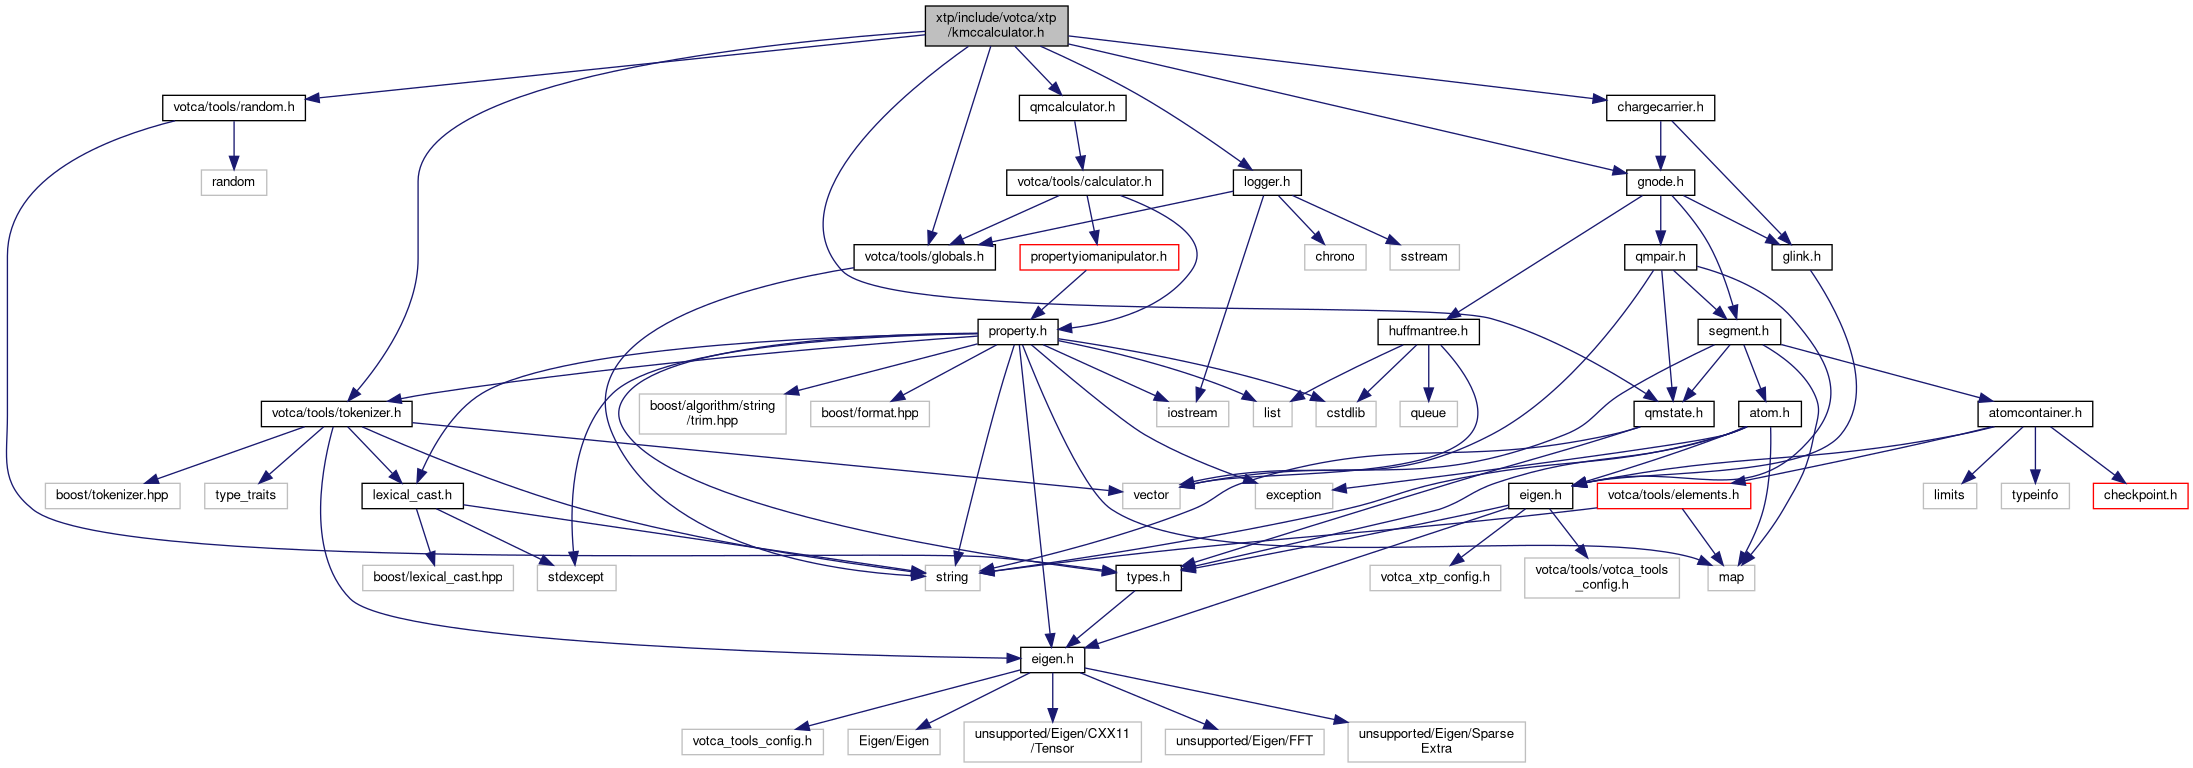 xtp/include/votca/xtp
/kmccalculator.h
votca/tools/random.h
qmcalculator.h
chargecarrier.h
random
votca/tools/calculator.h
logger.h
gnode.h
votca/tools/globals.h
propertyiomanipulator.h
chrono
sstream
qmpair.h
glink.h
property.h
huffmantree.h
segment.h
votca/tools/tokenizer.h
boost/algorithm/string
/trim.hpp
boost/format.hpp
iostream
list
cstdlib
queue
qmstate.h
atom.h
atomcontainer.h
boost/tokenizer.hpp
type_traits
lexical_cast.h
vector
exception
eigen.h
votca/tools/elements.h
limits
typeinfo
checkpoint.h
boost/lexical_cast.hpp
stdexcept
string
types.h
votca_xtp_config.h
votca/tools/votca_tools
_config.h
map
eigen.h
votca_tools_config.h
Eigen/Eigen
unsupported/Eigen/CXX11
/Tensor
unsupported/Eigen/FFT
unsupported/Eigen/Sparse
Extra